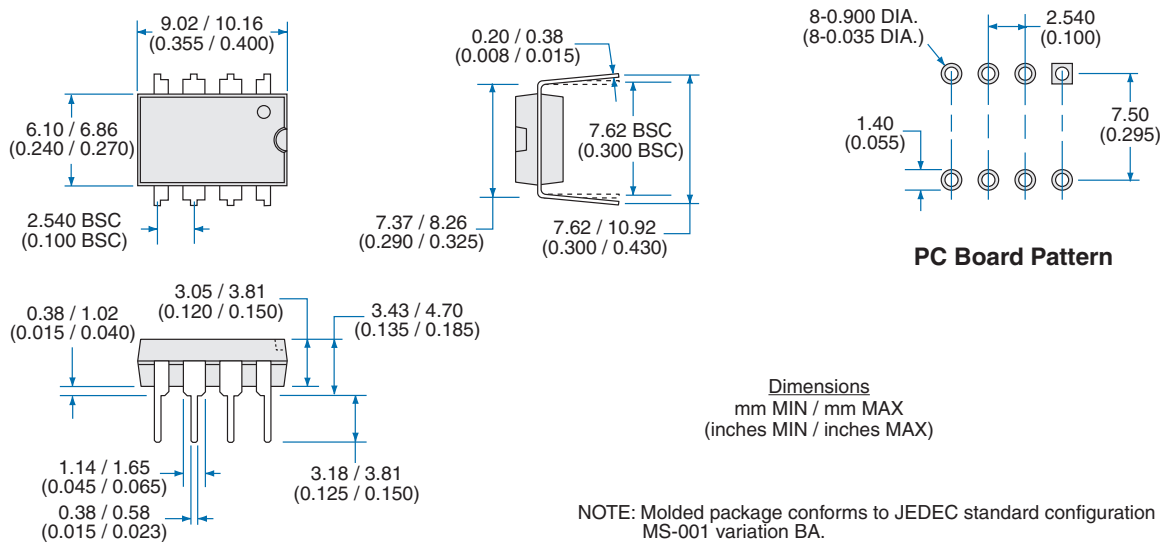 9.02 / 10.16
(0.355 / 0.400)
6.10 / 6.86
(0.240 / 0.270)
2.540 BSC
(0.100 BSC)
0.20 / 0.38
(0.008 / 0.015)
7.62 BSC
(0.300 BSC)
7.37 / 8.26
(0.290 / 0.325)
7.62 / 10.92
(0.300 / 0.430)
8-0.900 DIA.
(8-0.035 DIA.)
2.540
(0.100)
1.40
(0.055)
7.50
(0.295)
PC Board Pattern
0.38 / 1.02
(0.015 / 0.040)
3.05 / 3.81
(0.120 / 0.150)
3.43 / 4.70
(0.135 / 0.185)
1.14 / 1.65
(0.045 / 0.065)
0.38 / 0.58
(0.015 / 0.023)
3.18 / 3.81
(0.125 / 0.150)
Dimensions
mm MIN / mm MAX
(inches MIN / inches MAX)
NOTE: Molded package conforms to JEDEC standard configuration
MS-001 variation BA.